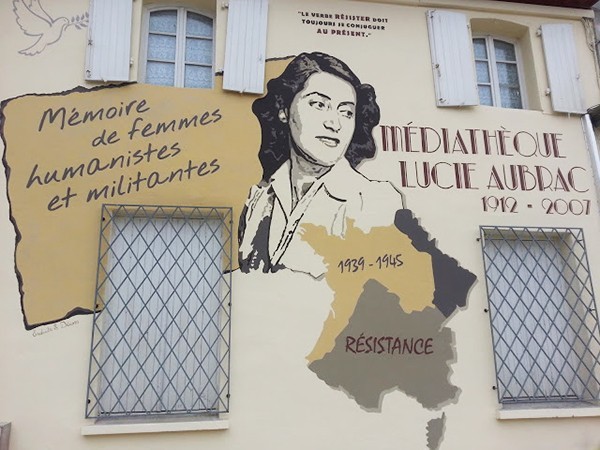 "LE VERBE RÉSISTER DOIT
TOUJOURS SE CONJUGUER
AU PRÉSENT."
Mémoire
de femmes
humanistes
et militantes
MÉDIATHÈQUE
LUCIE AUBRAC
1912 - 2007
1939 - 1945
RÉSISTANCE